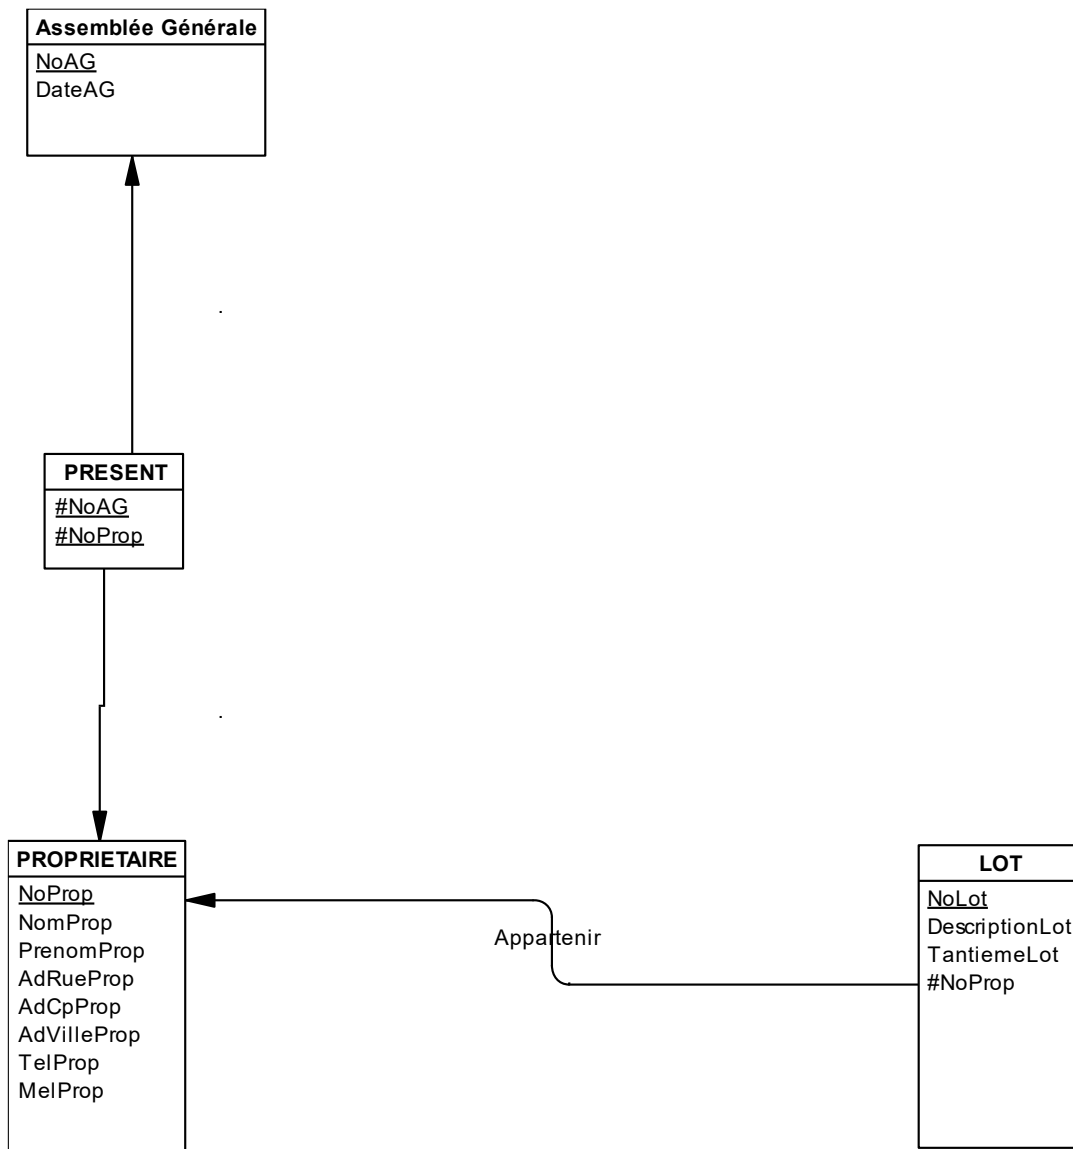 Assemblée Générale
NoAG
DateAG
PRESENT
#NoAG
#NoProp
PROPRIETAIRE
NoProp
NomProp
PrenomProp
AdRueProp
AdCpProp
AdVilleProp
TelProp
MelProp
Appartenir
LOT
NoLot
DescriptionLot
TantiemeLot
#NoProp